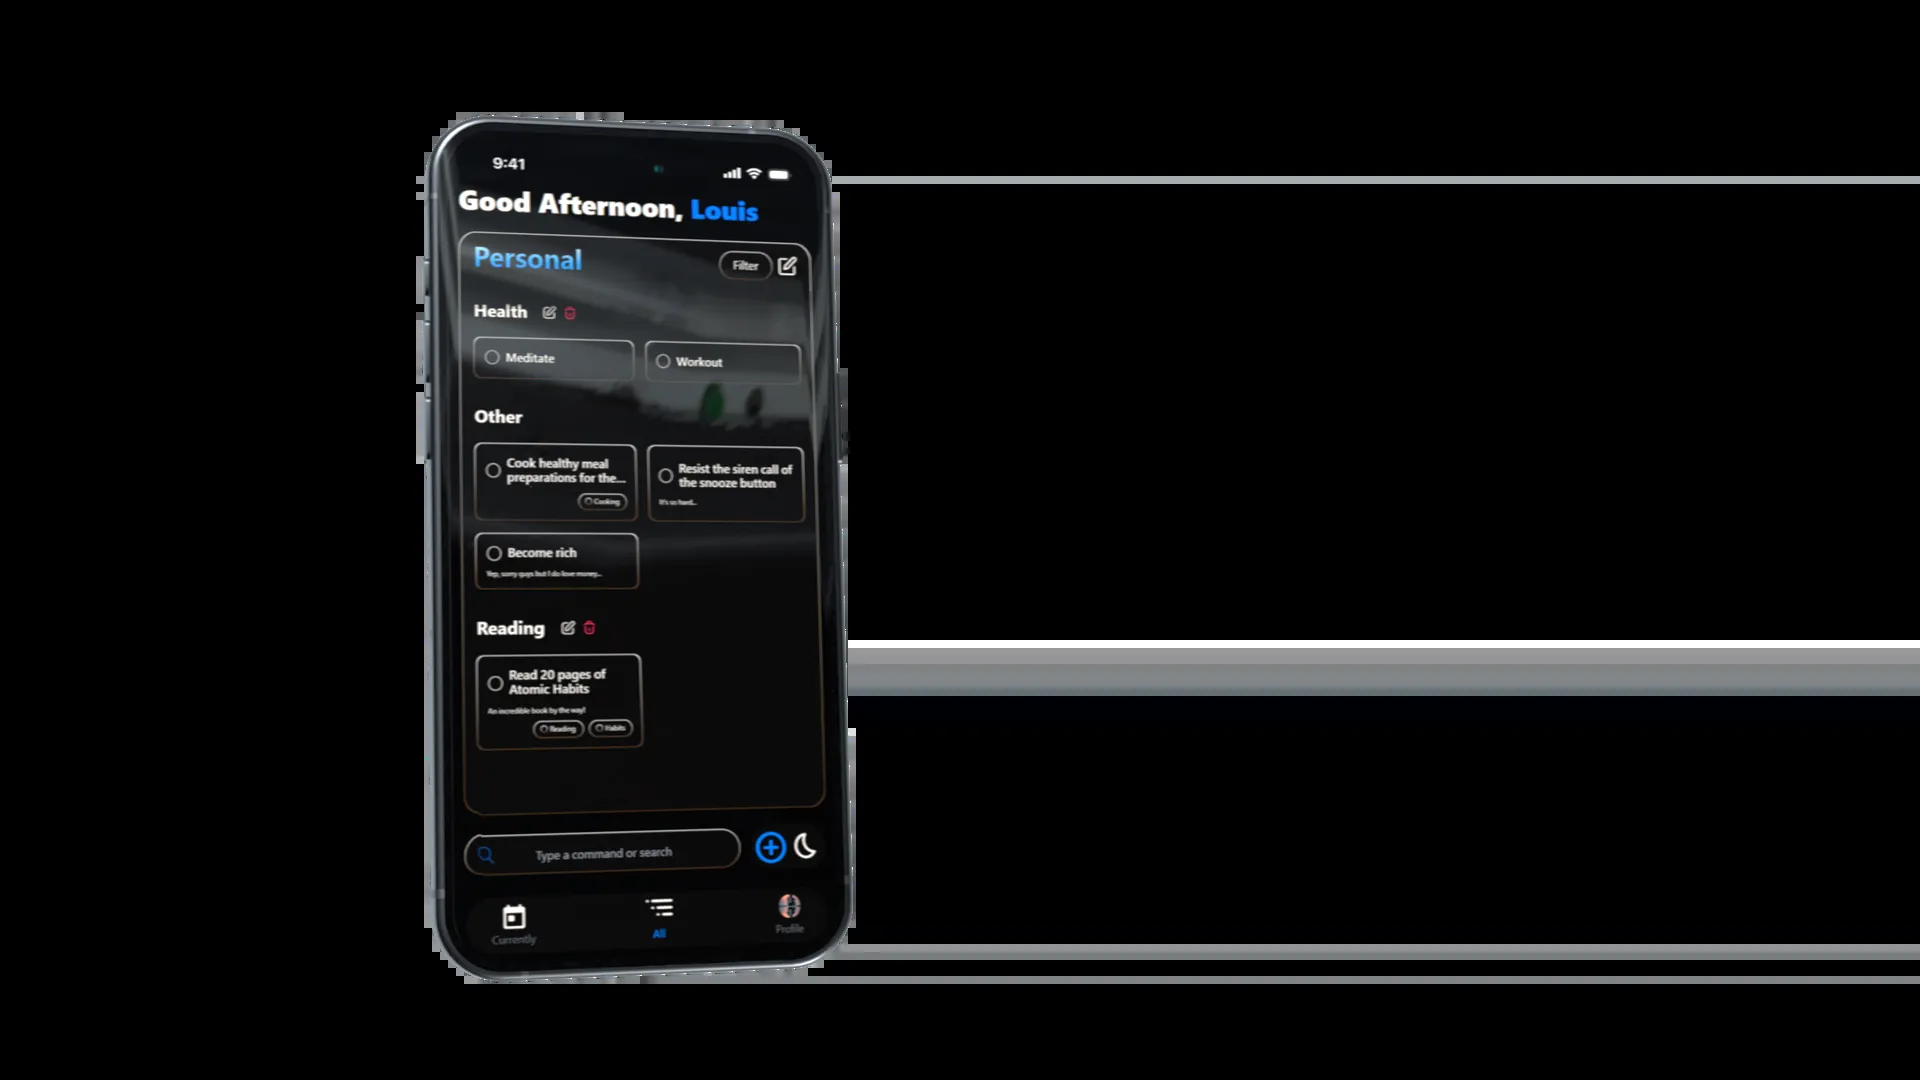 9:41
Good Afternoon, Louis
Personal
Filter
Health
Meditate
Workout
Other
Cook healthy meal
preparations for the...
Cooking
Resist the siren call of
the snooze button
It's so hard...
Become rich
Yep, sorry guys but I do love money...
Reading
Read 20 pages of
Atomic Habits
An incredible book by the way!
Reading
Habits
Type a command or search
Currently
All
Profile